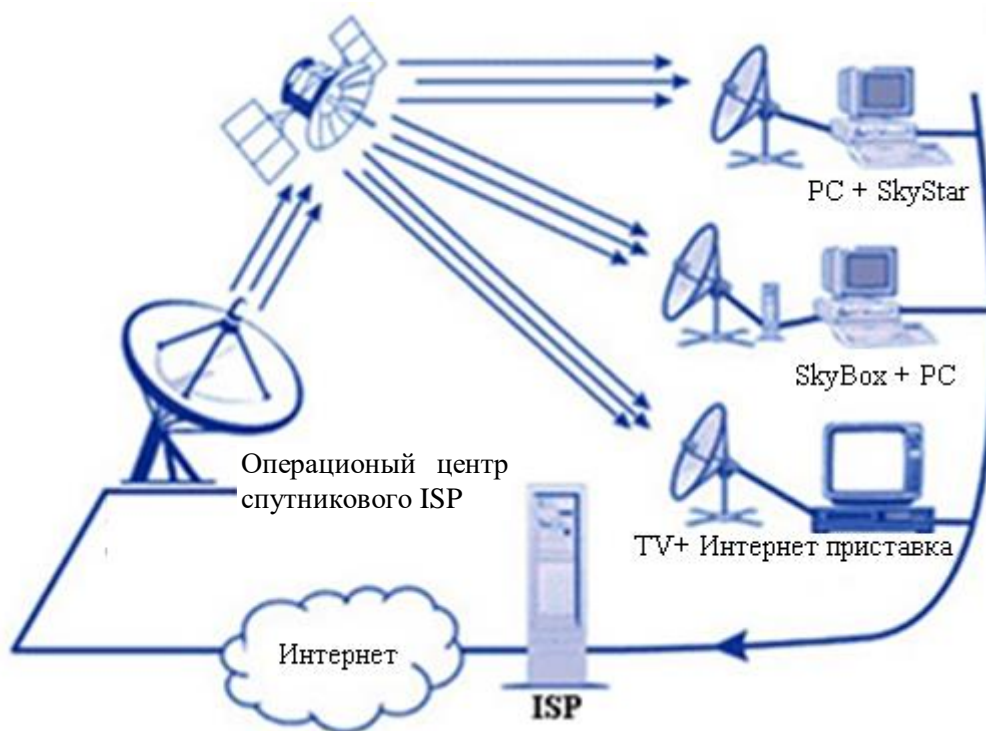 PC + SkyStar
SkyBox + PC
Операционый центр
спутникового ISP
TV+ Интернет приставка
Интернет
ISP